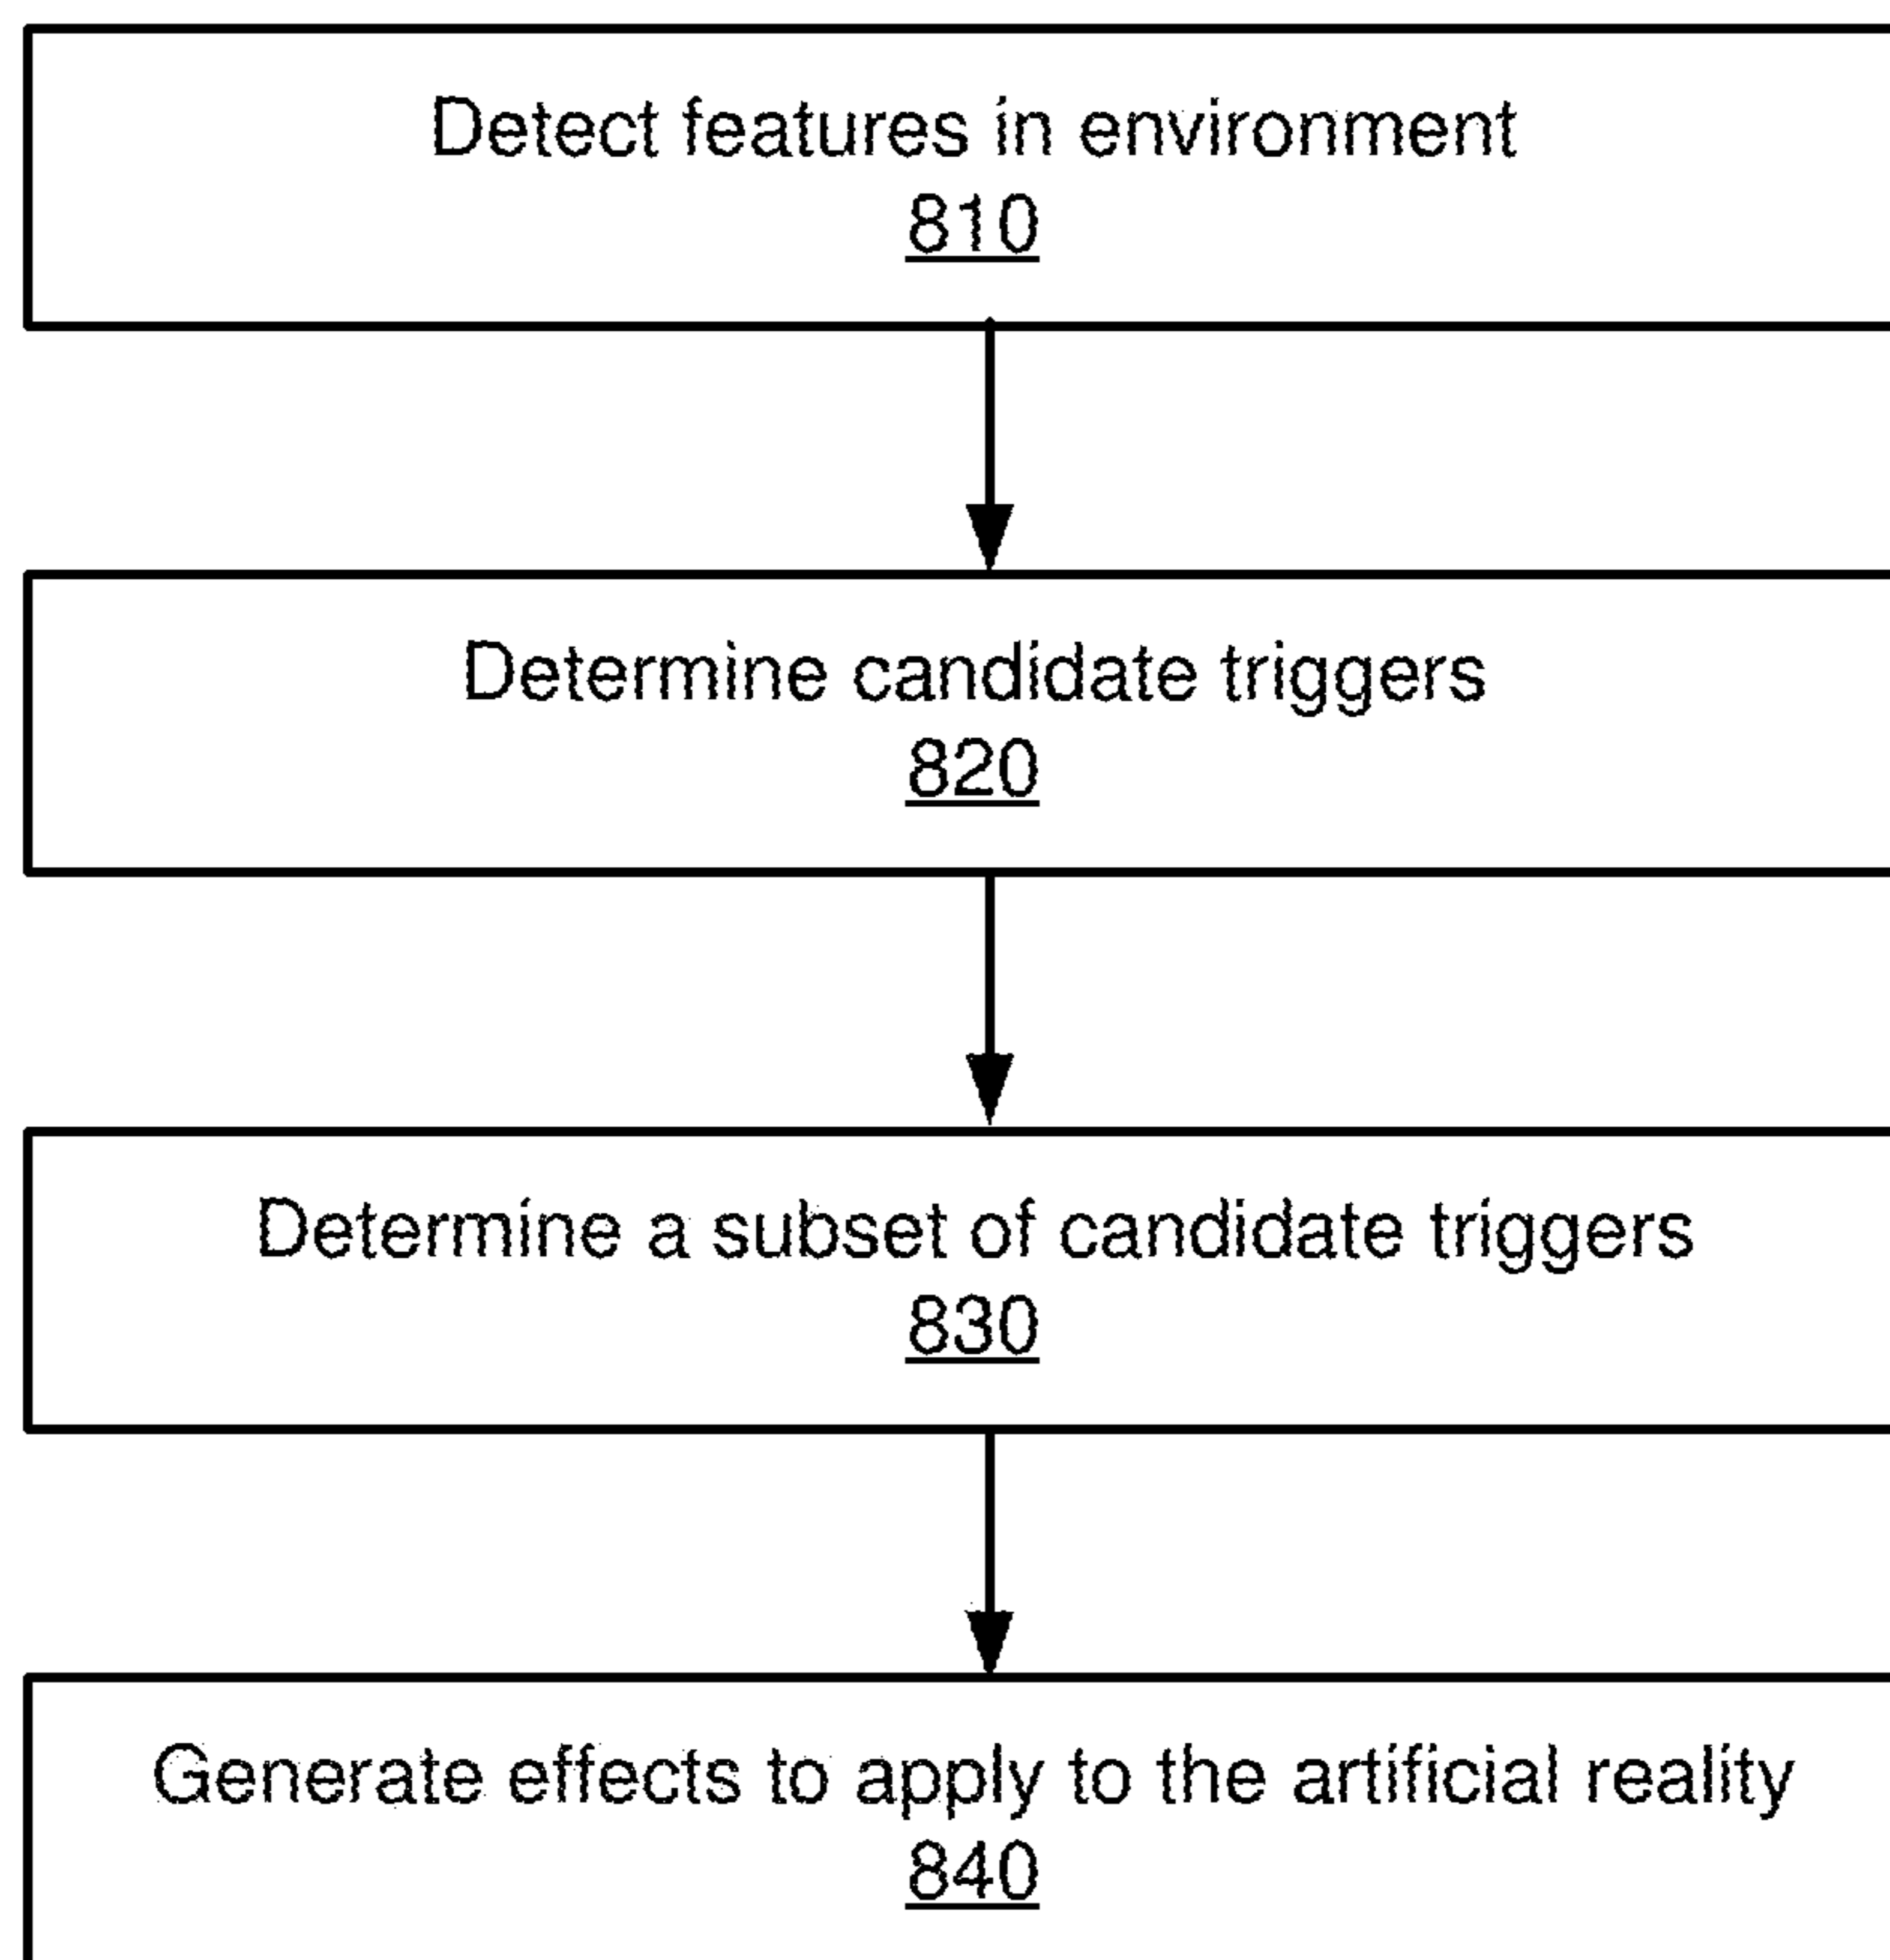 Detect features in environment
810
Determine candidate triggers
820
Determine a subset of candidate triggers
830
Generate effects to apply to the artificial reality
840